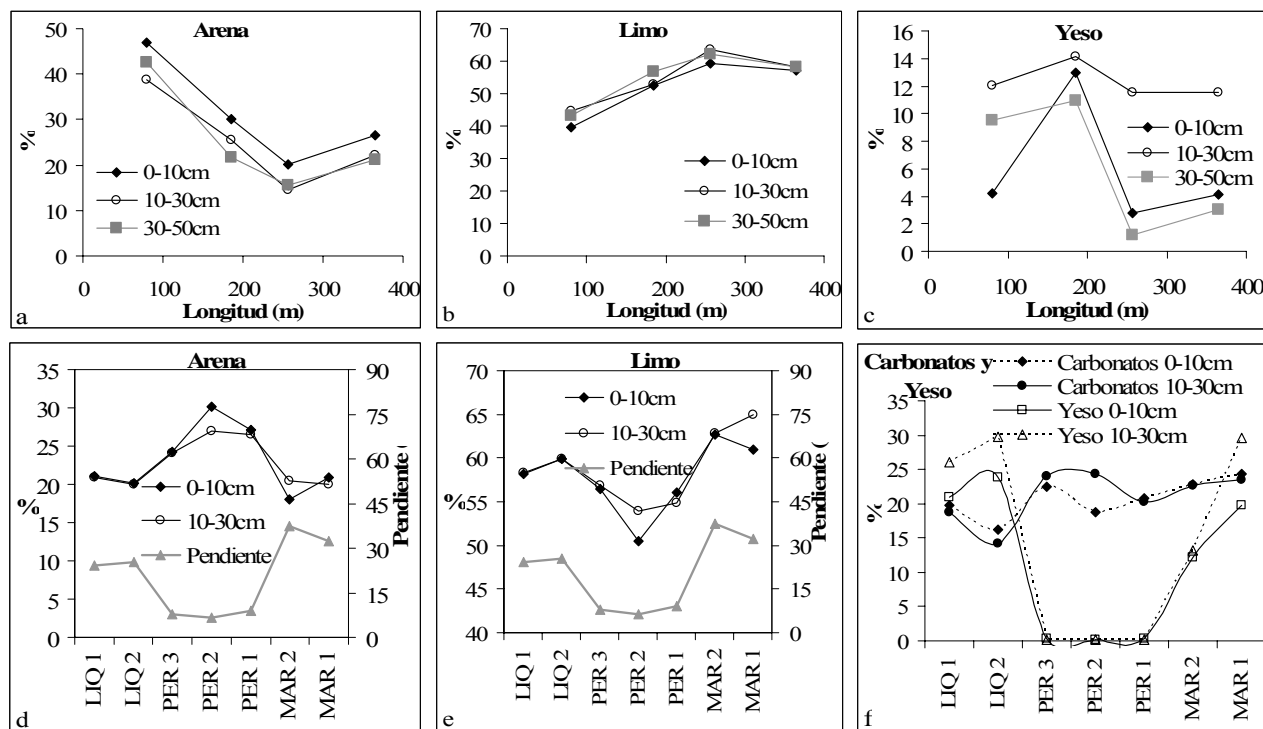 Arena
50
40
30
20
10
0
%
0-10cm
10-30cm
30-50cm
0 100 200 300 400
Longitud (m)
a
Limo
70
60
50
40
30
20
10
0
%
0-10cm
10-30cm
30-50cm
0 100 200 300 400
Longitud (m)
b
Yeso
16
14
12
10
8
6
4
2
0
%
0-10cm
10-30cm
30-50cm
0 100 200 300 400
Longitud (m)
c
Arena
35
30
25
20
15
10
5
0
%
0-10cm
10-30cm
Pendiente
90
75
60
45
30
15
0
Pendiente (
LIQ 1
LIQ 2
PER 3
PER 2
PER 1
MAR 2
MAR 1
d
Limo
70
65
60
55
50
45
40
%
0-10cm
10-30cm
Pendiente
90
75
60
45
30
15
0
Pendiente (
LIQ 1
LIQ 2
PER 3
PER 2
PER 1
MAR 2
MAR 1
e
Carbonatos y
Yeso
Carbonatos 0-10cm
Carbonatos 10-30cm
Yeso 0-10cm
Yeso 10-30cm
35
30
25
20
15
10
5
0
%
LIQ 1
LIQ 2
PER 3
PER 2
PER 1
MAR 2
MAR 1
f